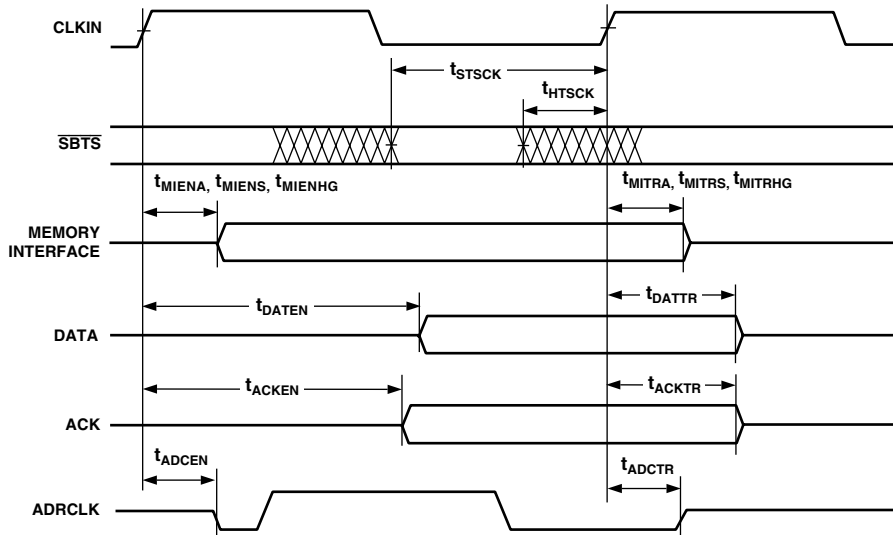 CLKIN
tSTSCK
tHTSCK
SBTS
tMIENA, tMIENS, tMIENHG
tMITRA, tMITRS, tMITRHG
MEMORY
INTERFACE
tDATEN
tDATTR
DATA
tACKEN
tACKTR
ACK
tADCEN
tADCTR
ADRCLK